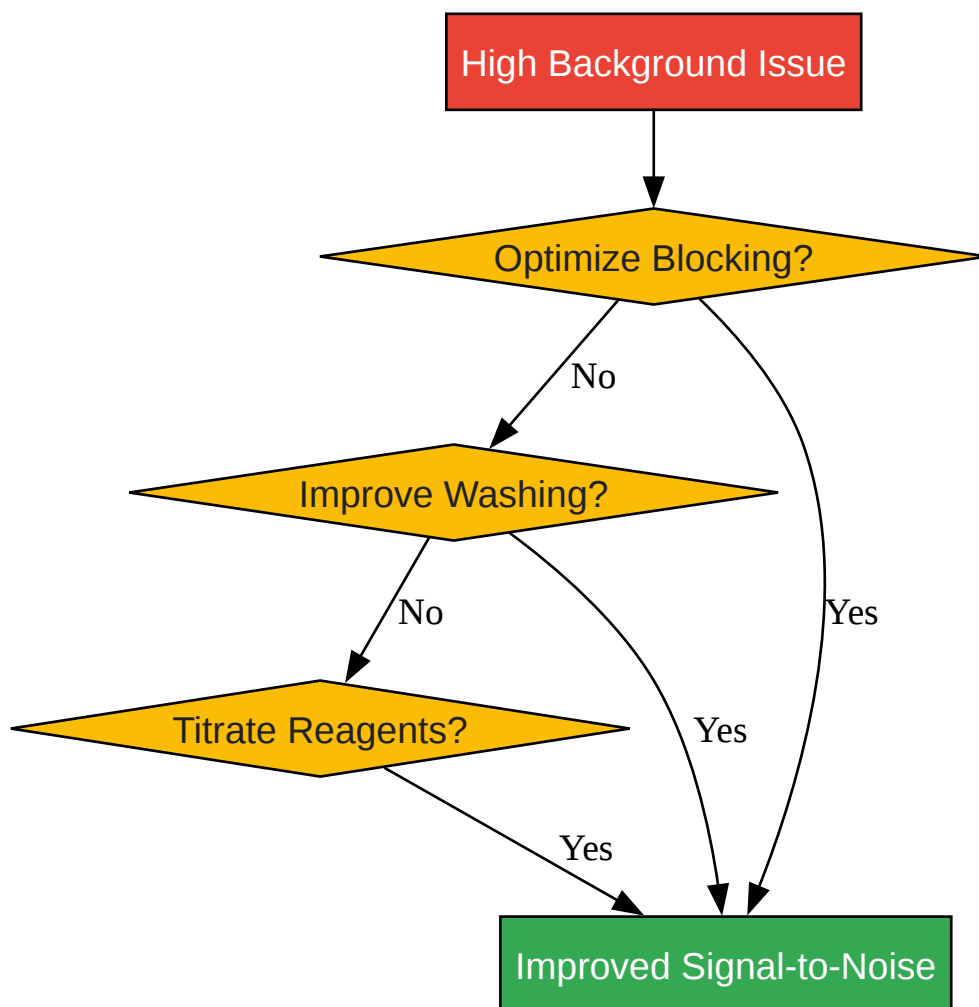 High Background Issue
Optimize Blocking?
No
Improve Washing?
No
Yes
Titrate Reagents?
Yes
Yes
Improved Signal-to-Noise